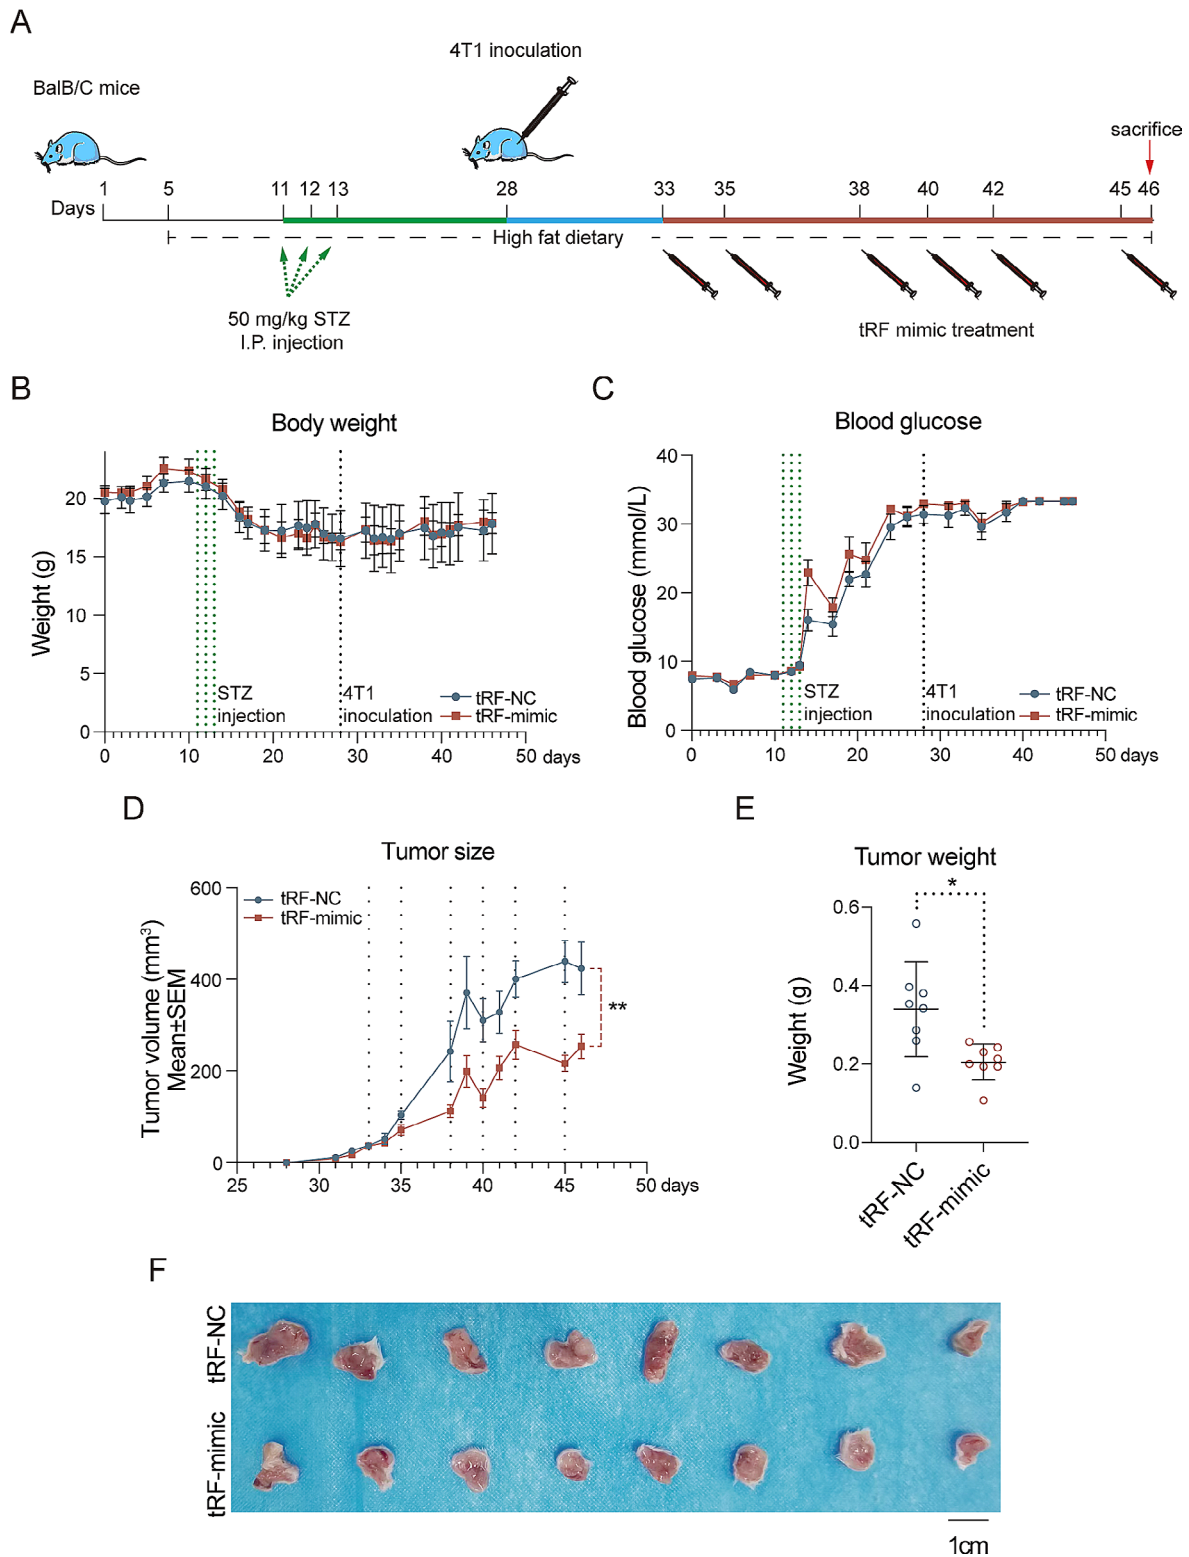 A
4T1 inoculation
BalB/C mice
sacrifice
1 5 11 12 13 28 33 35 38 40 42 45 46
Days
High fat dietary
50 mg/kg STZ
I.P. injection
tRF mimic treatment
B
Body weight
Weight (g)
20
15
10
5
0
STZ
injection
4T1
inoculation
tRF-NC
tRF-mimic
0 10 20 30 40 50 days
C
Blood glucose
Blood glucose (mmol/L)
40
30
20
10
0
STZ
injection
4T1
inoculation
tRF-NC
tRF-mimic
0 10 20 30 40 50 days
D
Tumor size
Tumor volume (mm³)
Mean±SEM
600
400
200
0
tRF-NC
tRF-mimic
**
25 30 35 40 45 50 days
E
Tumor weight
*
Weight (g)
0.6
0.4
0.2
0.0
tRF-NC
tRF-mimic
F
tRF-NC
tRF-mimic
1cm